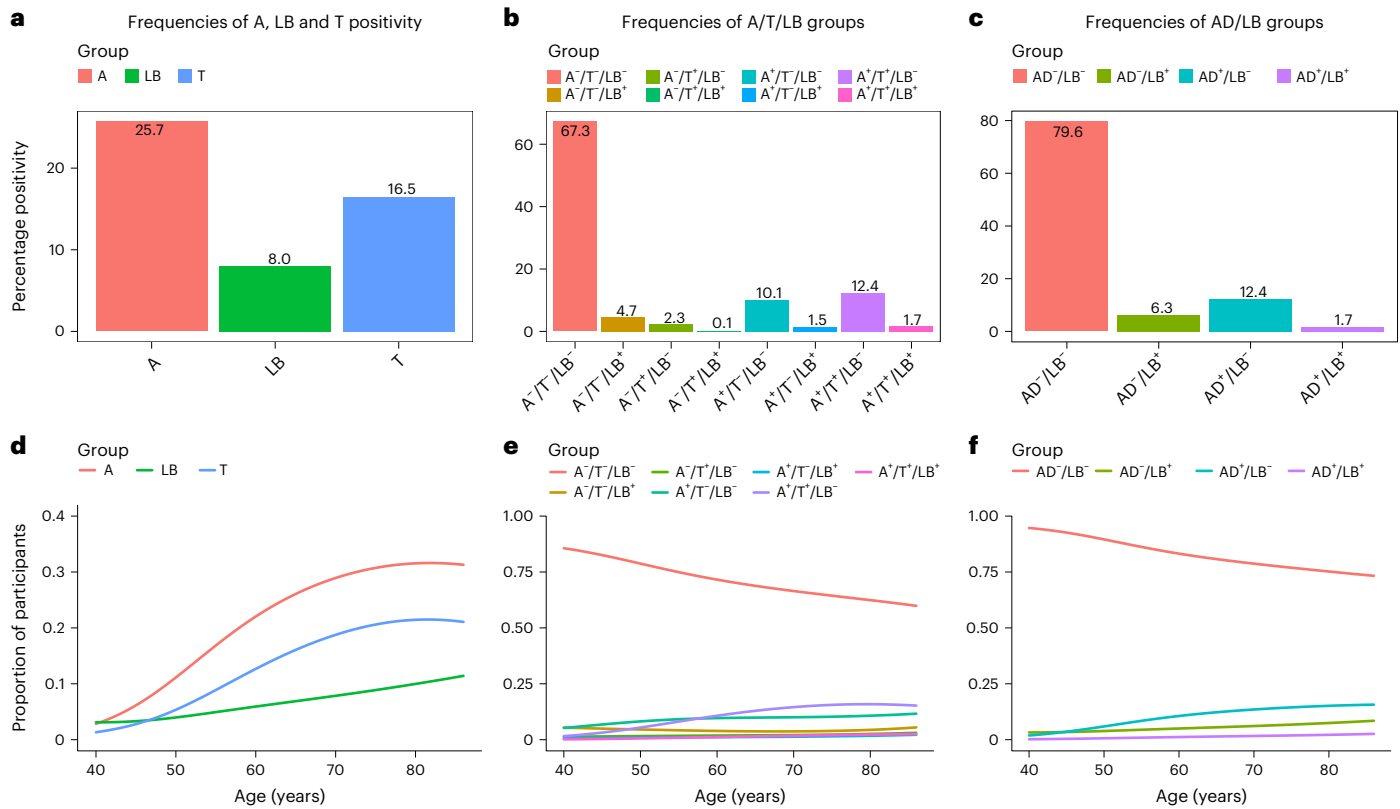 a
Frequencies of A, LB and T positivity
Group
A LB T
Percentage positivity
20
10
0
25.7
8.0
16.5
A
LB
T
b
Frequencies of A/T/LB groups
Group
A⁻/T⁻/LB⁻ A⁻/T⁺/LB⁻ A⁺/T⁻/LB⁻ A⁺/T⁺/LB⁻
A⁻/T⁻/LB⁺ A⁻/T⁺/LB⁺ A⁺/T⁻/LB⁺ A⁺/T⁺/LB⁺
60
40
20
0
67.3
4.7
2.3
0.1
10.1
1.5
12.4
1.7
A⁻/T⁻/LB⁻
A⁻/T⁻/LB⁺
A⁻/T⁺/LB⁻
A⁻/T⁺/LB⁺
A⁺/T⁻/LB⁻
A⁺/T⁻/LB⁺
A⁺/T⁺/LB⁻
A⁺/T⁺/LB⁺
c
Frequencies of AD/LB groups
Group
AD⁻/LB⁻ AD⁻/LB⁺ AD⁺/LB⁻ AD⁺/LB⁺
80
60
40
20
0
79.6
6.3
12.4
1.7
AD⁻/LB⁻
AD⁻/LB⁺
AD⁺/LB⁻
AD⁺/LB⁺
d
Group
A LB T
Proportion of participants
0.4
0.3
0.2
0.1
0
40 50 60 70 80
Age (years)
e
Group
A⁻/T⁻/LB⁻ A⁻/T⁺/LB⁻ A⁺/T⁻/LB⁺ A⁺/T⁺/LB⁺
A⁻/T⁻/LB⁺ A⁺/T⁻/LB⁻ A⁺/T⁺/LB⁻
1.00
0.75
0.50
0.25
0
40 50 60 70 80
Age (years)
f
Group
AD⁻/LB⁻ AD⁻/LB⁺ AD⁺/LB⁻ AD⁺/LB⁺
1.00
0.75
0.50
0.25
0
40 50 60 70 80
Age (years)